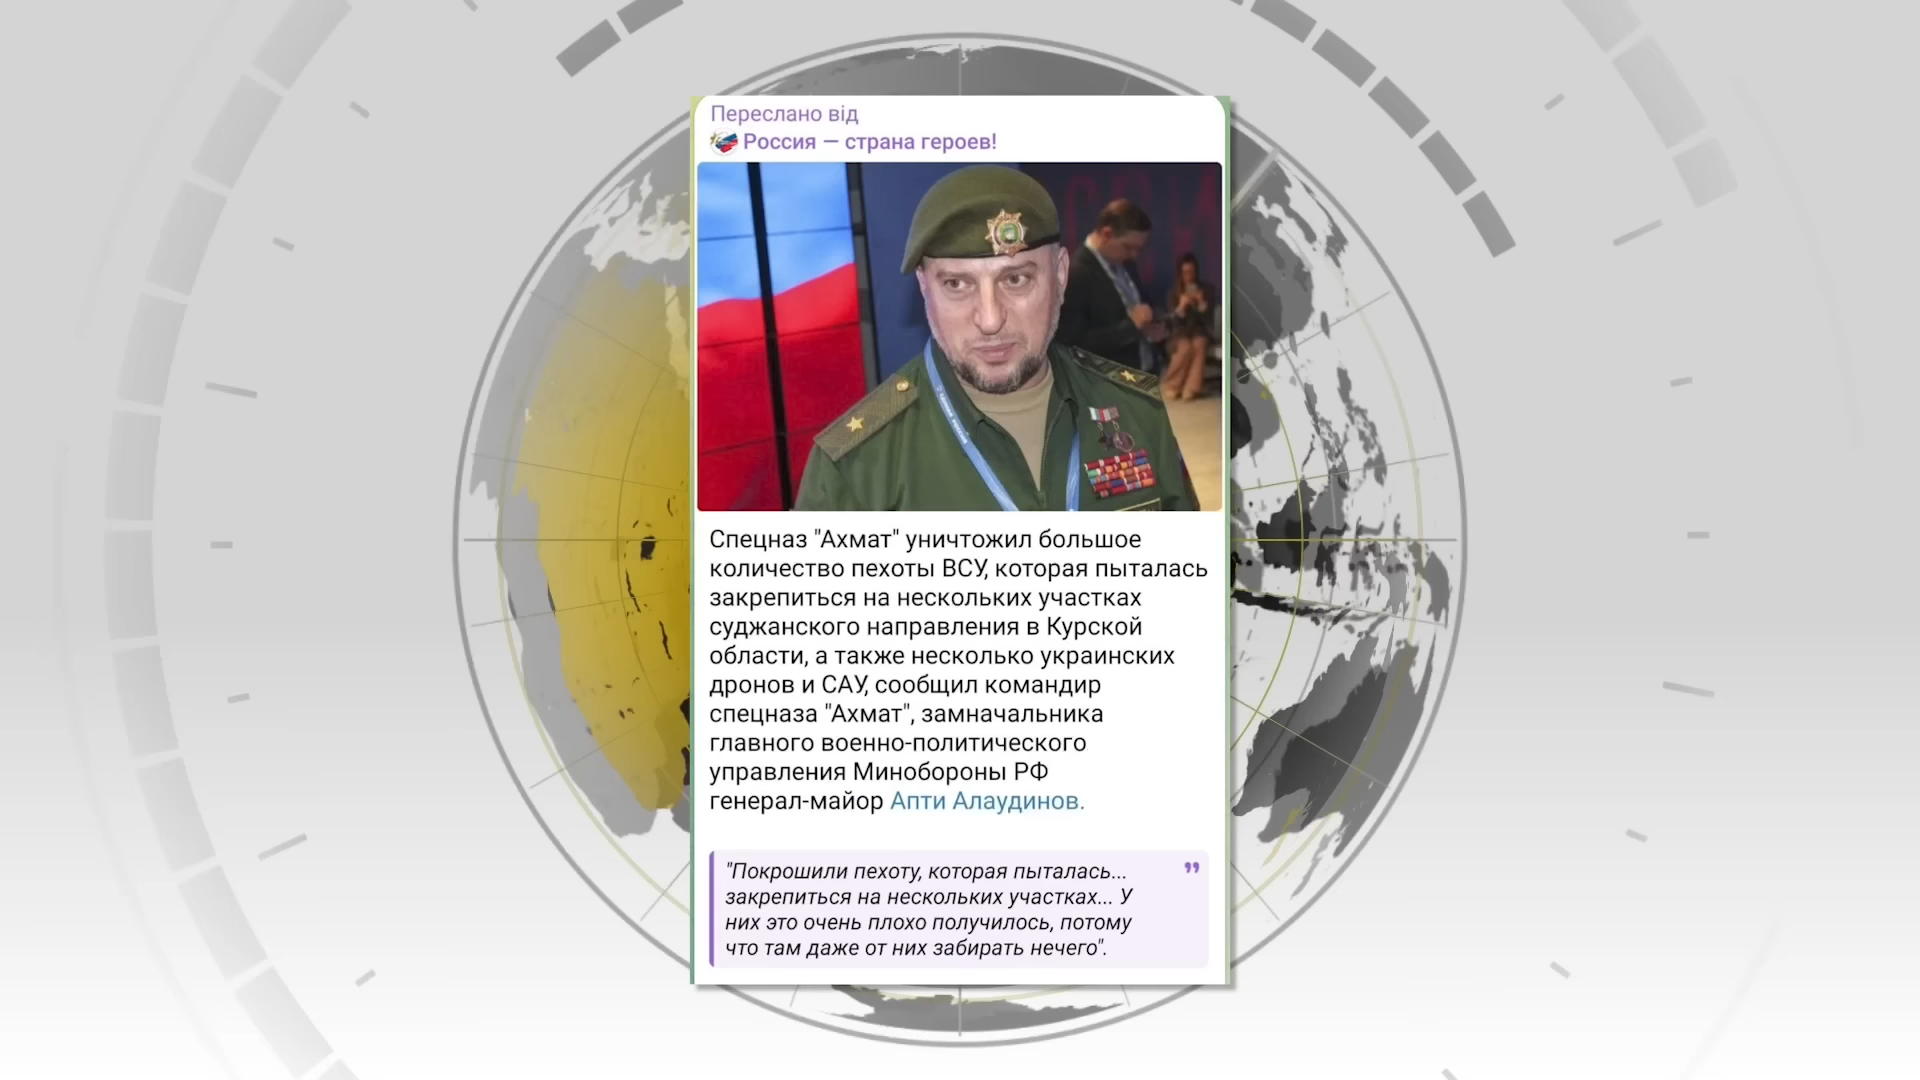 Переслано від
Россия — страна героев!
Спецназ "Ахмат" уничтожил большое
количество пехоты ВСУ, которая пыталась
закрепиться на нескольких участках
суджанского направления в Курской
области, а также несколько украинских
дронов и САУ, сообщил командир
спецназа "Ахмат", замначальника
главного военно-политического
управления Минобороны РФ
генерал-майор Апти Алаудинов.
"Покрошили пехоту, которая пыталась...
закрепиться на нескольких участках... У
них это очень плохо получилось, потому
что там даже от них забирать нечего".